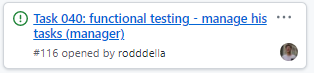 Task 040: functional testing - manage his
tasks (manager)
#116 opened by rodddella